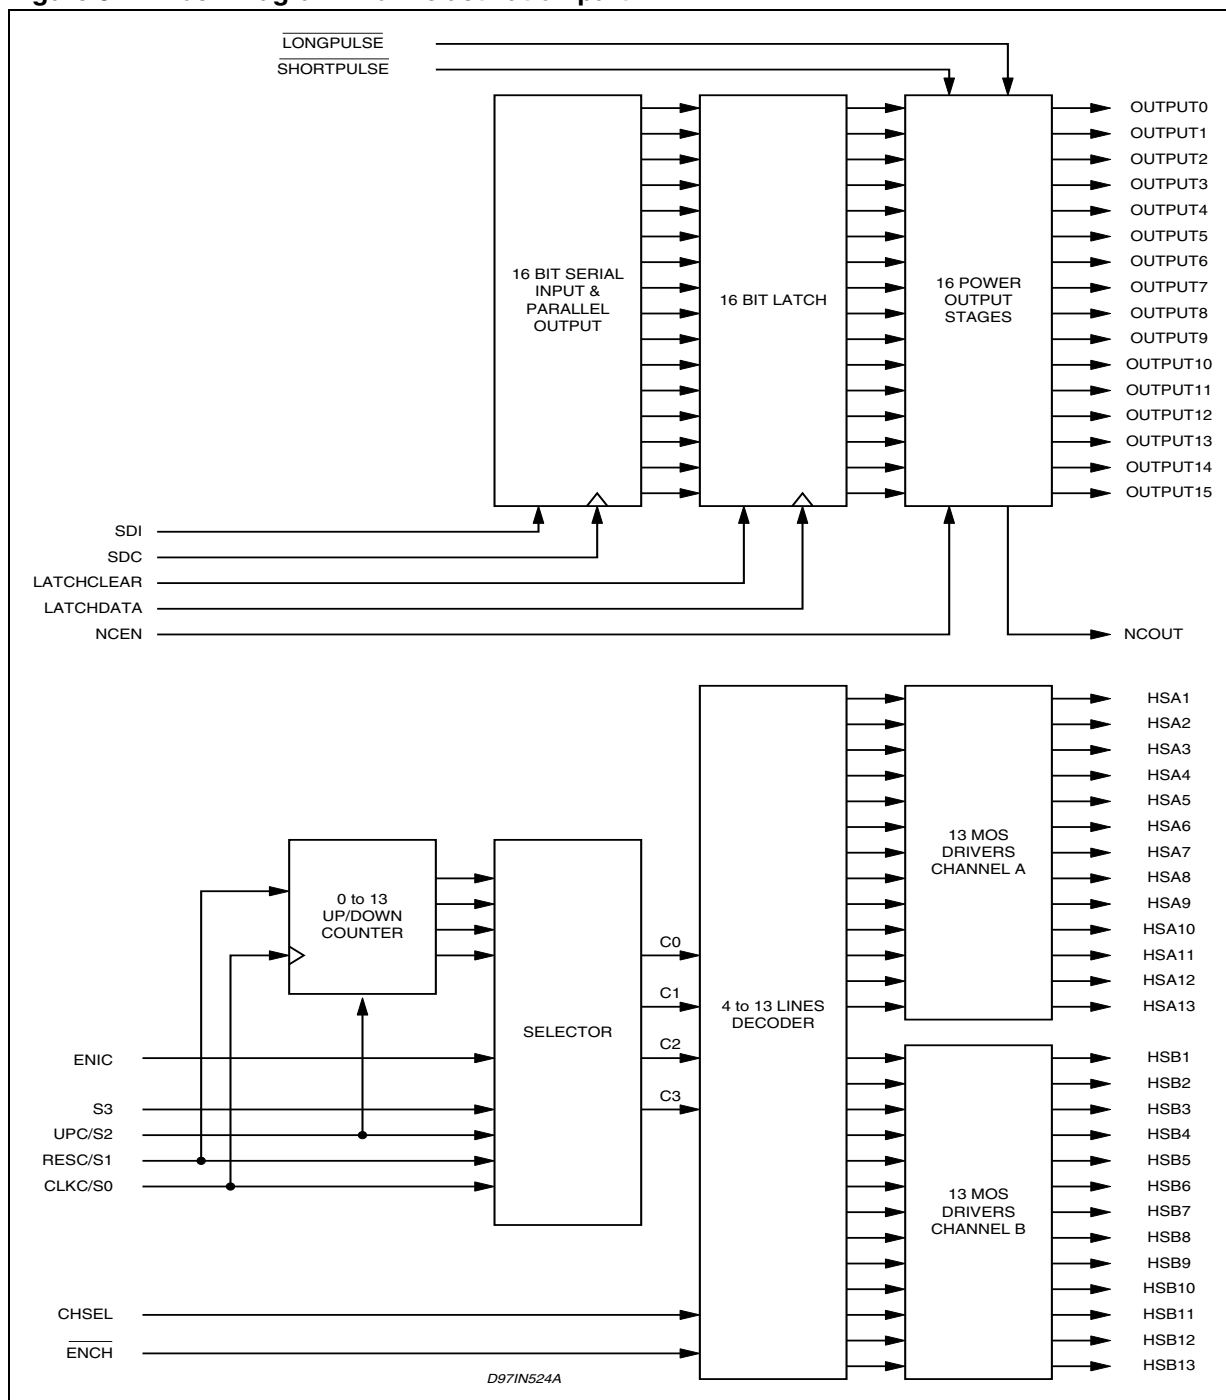 LONGPULSE
SHORTPULSE
16 BIT SERIAL
INPUT &
PARALLEL
OUTPUT
16 BIT LATCH
16 POWER
OUTPUT
STAGES
OUTPUT0
OUTPUT1
OUTPUT2
OUTPUT3
OUTPUT4
OUTPUT5
OUTPUT6
OUTPUT7
OUTPUT8
OUTPUT9
OUTPUT10
OUTPUT11
OUTPUT12
OUTPUT13
OUTPUT14
OUTPUT15
SDI
SDC
LATCHCLEAR
LATCHDATA
NCEN
NCOUT
0 to 13
UP/DOWN
COUNTER
SELECTOR
C0
C1
C2
C3
4 to 13 LINES
DECODER
13 MOS
DRIVERS
CHANNEL A
HSA1
HSA2
HSA3
HSA4
HSA5
HSA6
HSA7
HSA8
HSA9
HSA10
HSA11
HSA12
HSA13
ENIC
S3
UPC/S2
RESC/S1
CLKC/S0
13 MOS
DRIVERS
CHANNEL B
HSB1
HSB2
HSB3
HSB4
HSB5
HSB6
HSB7
HSB8
HSB9
HSB10
HSB11
HSB12
HSB13
CHSEL
ENCH
D97IN524A